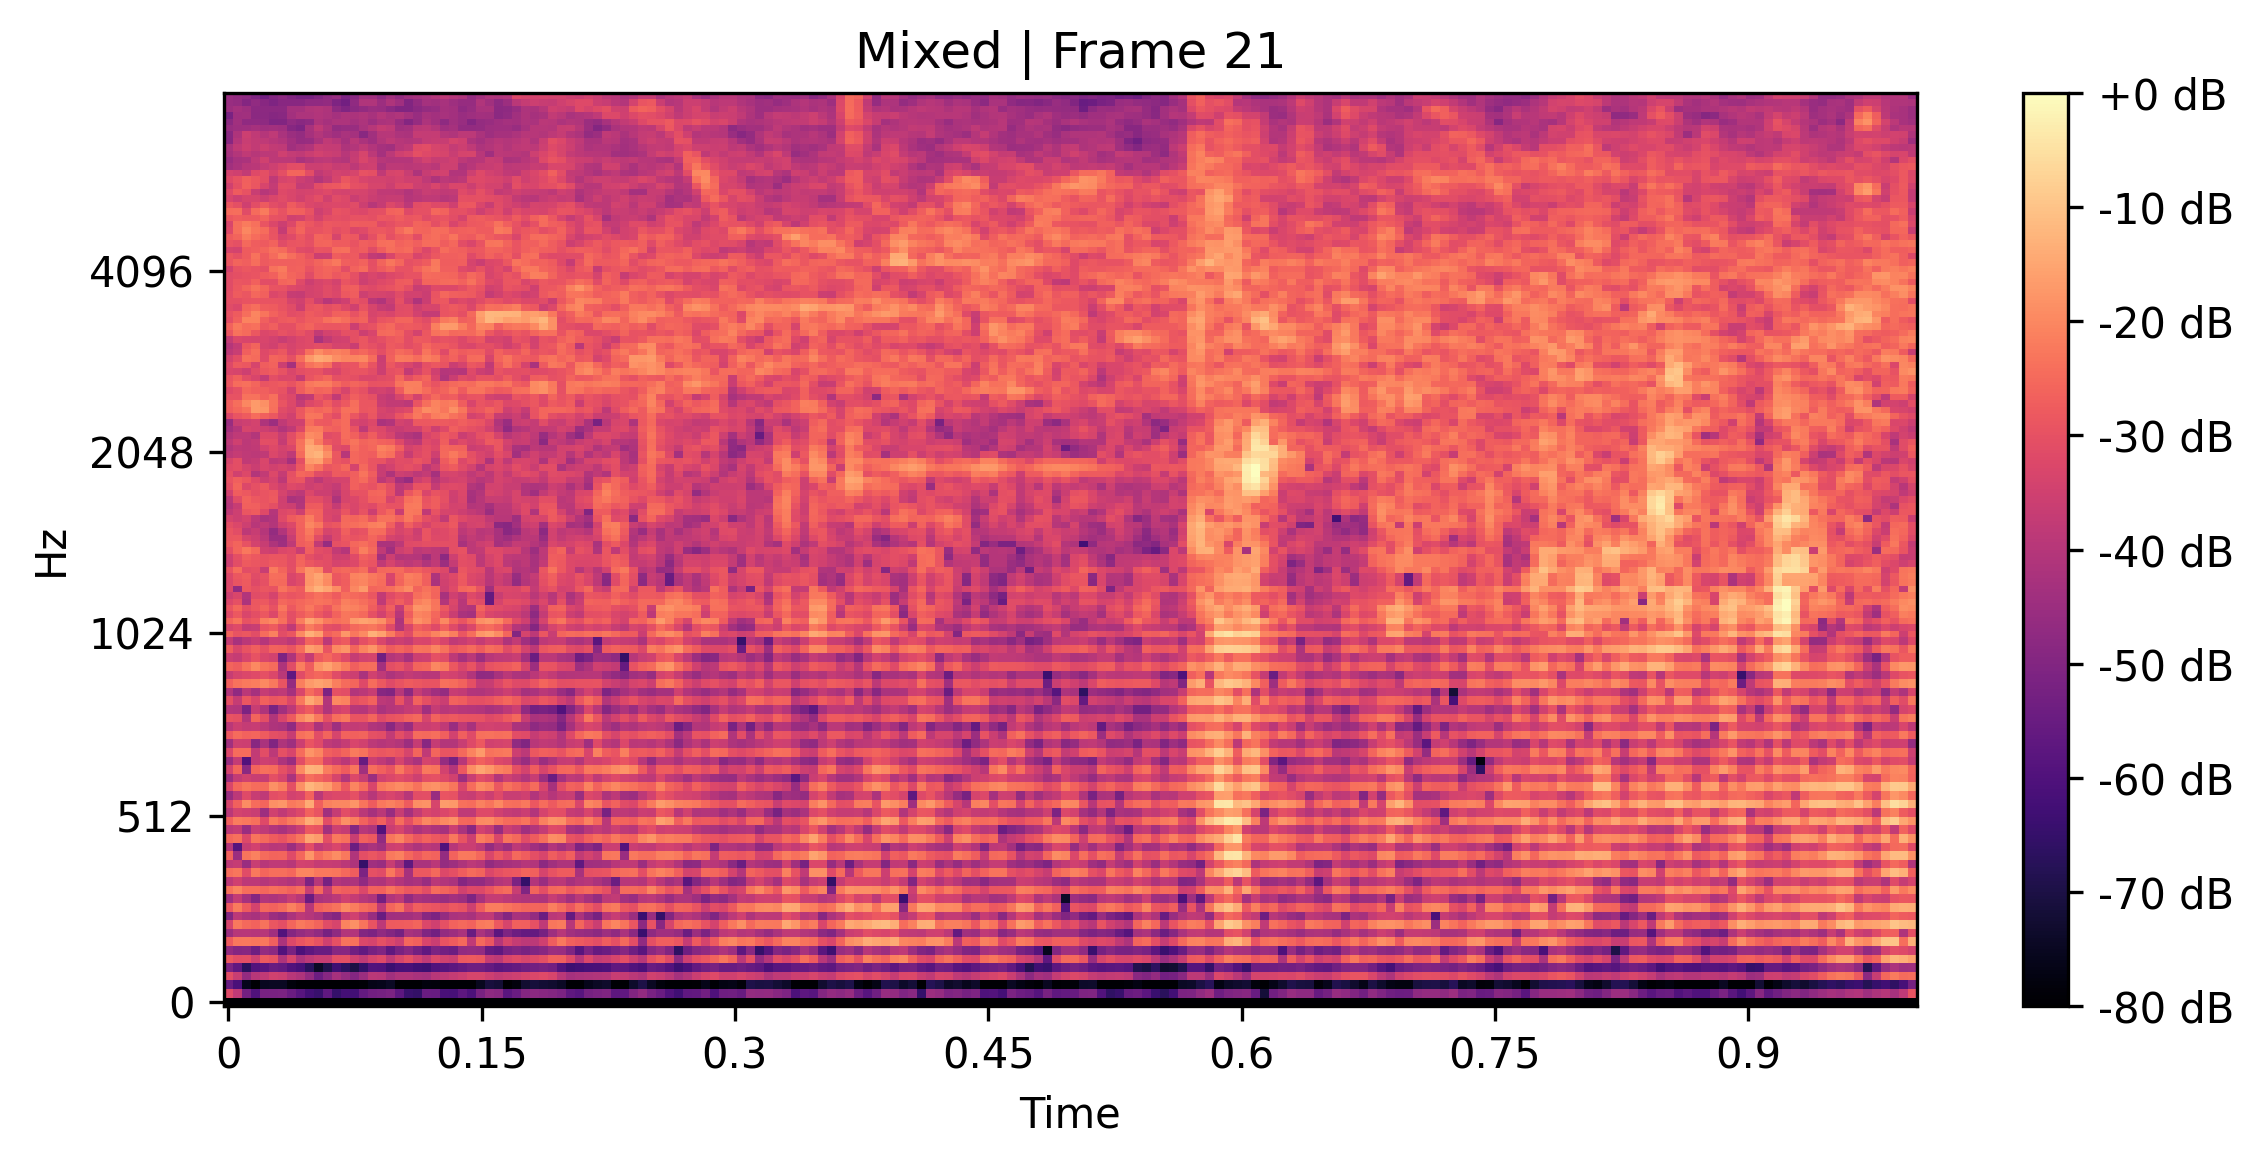 Mixed | Frame 21
+0 dB
-10 dB
-20 dB
-30 dB
-40 dB
-50 dB
-60 dB
-70 dB
-80 dB
Hz
4096
2048
1024
512
0
0 0.15 0.3 0.45 0.6 0.75 0.9
Time